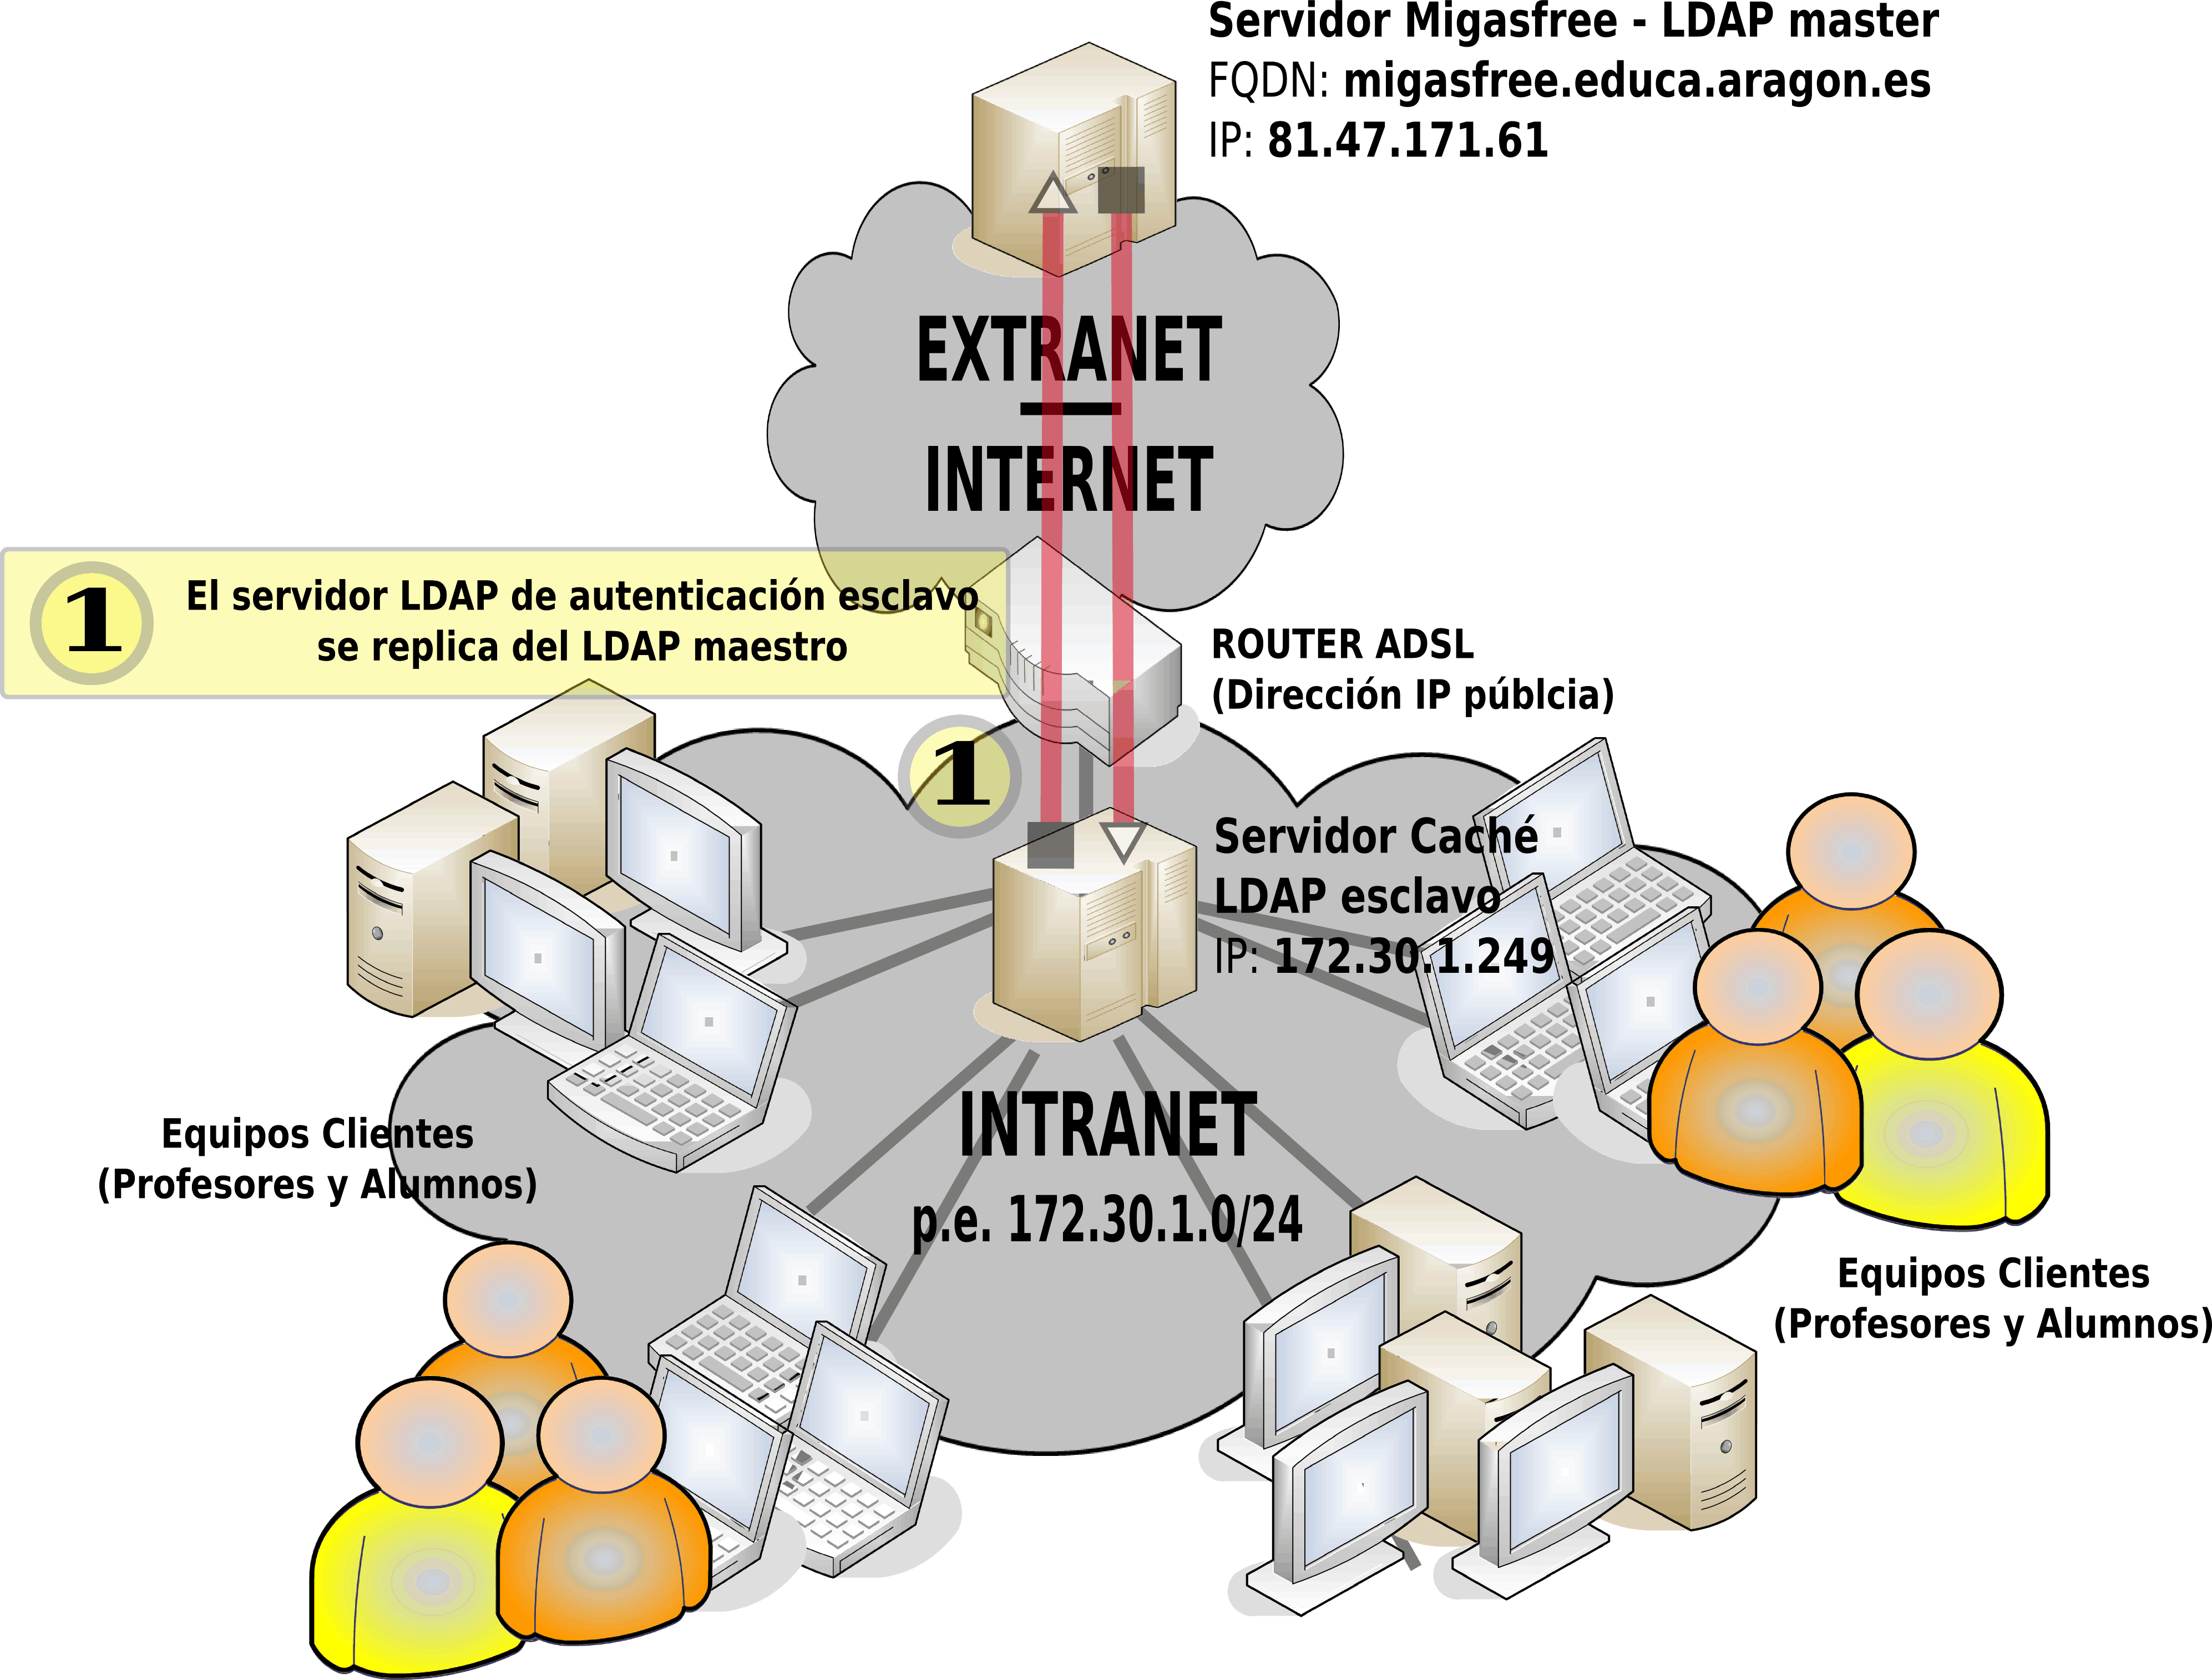 Servidor Migasfree - LDAP master
FQDN: migasfree.educa.aragon.es
IP: 81.47.171.61
EXTRANET
INTERNET
1
El servidor LDAP de autenticación esclavo
se replica del LDAP maestro
ROUTER ADSL
(Dirección IP públcia)
1
Servidor Caché
LDAP esclavo
IP: 172.30.1.249
INTRANET
p.e. 172.30.1.0/24
Equipos Clientes
(Profesores y Alumnos)
Equipos Clientes
(Profesores y Alumnos)